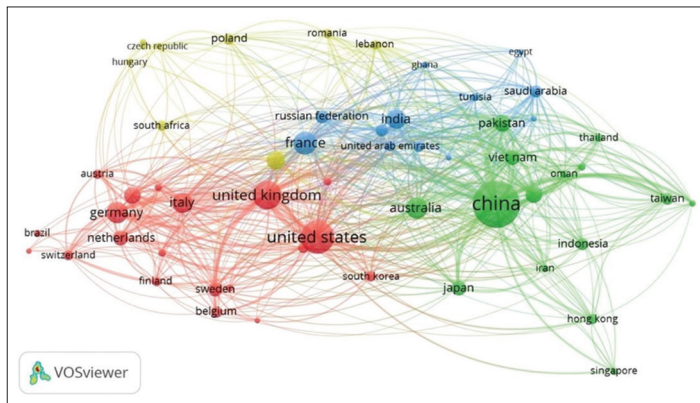 czech republic
poland
romania
lebanon
hungary
ghana
egypt
tunisia
saudi arabia
russian federation
india
south africa
pakistan
france
united arab emirates
thailand
viet nam
austria
oman
united kingdom
italy
china
taiwan
germany
australia
brazil
netherlands
united states
indonesia
switzerland
iran
south korea
finland
sweden
japan
belgium
hong kong
singapore
VOSviewer